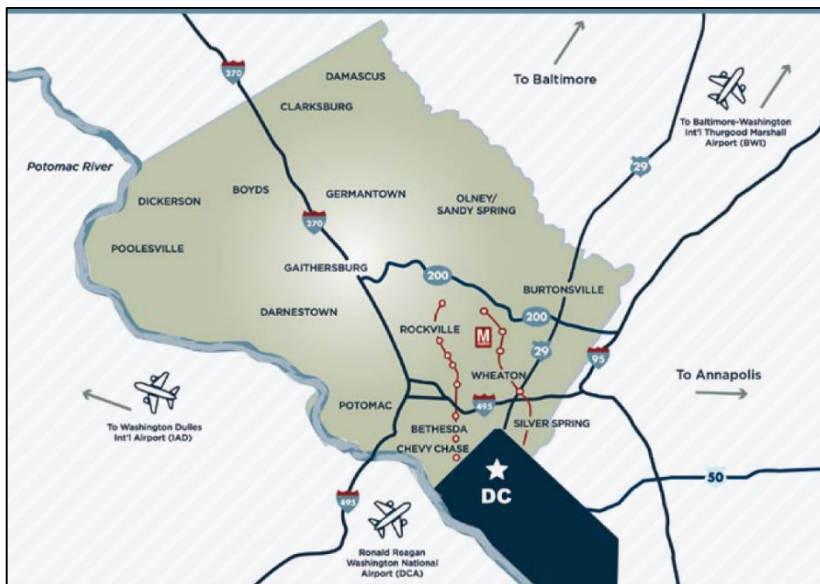 270
DAMASCUS
To Baltimore
CLARKSBURG
To Baltimore-Washington
Int'l Thurgood Marshall
Airport (BWI)
29
Potomac River
BOYDS
GERMANTOWN
DICKERSON
OLNEY/
SANDY SPRING
270
POOLESVILLE
GAITHERSBURG
200
BURTONSVILLE
DARNESTOWN
200
ROCKVILLE
M
29
95
WHEATON
To Annapolis
POTOMAC
495
To Washington Dulles
Int'l Airport (IAD)
BETHESDA
SILVER SPRING
CHEVY CHASE
50
DC
495
Ronald Reagan
Washington National
Airport (DCA)